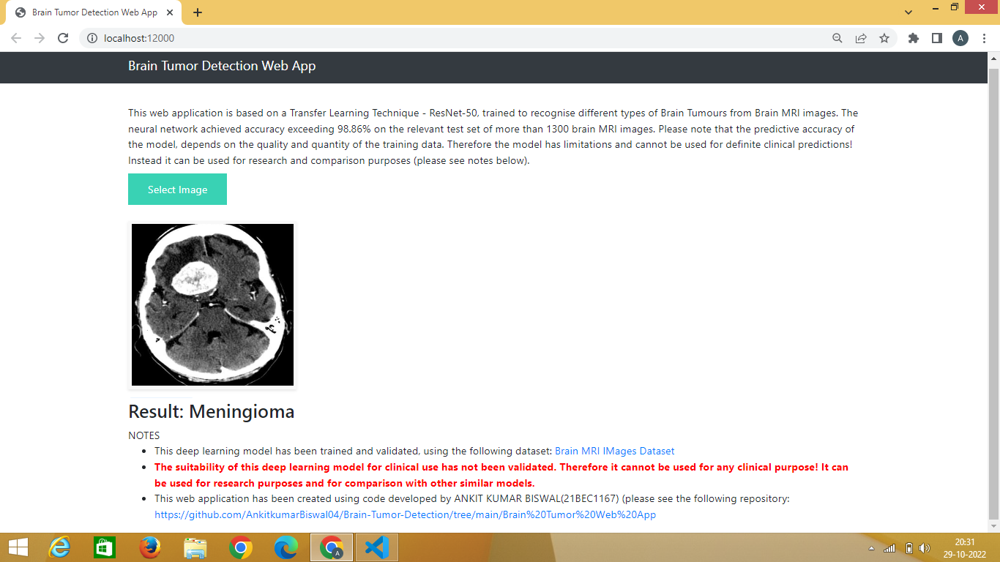 Brain Tumor Detection Web App
localhost:12000
A
Brain Tumor Detection Web App
This web application is based on a Transfer Learning Technique - ResNet-50, trained to recognise different types of Brain Tumours from Brain MRI images. The
neural network achieved accuracy exceeding 98.86% on the relevant test set of more than 1300 brain MRI images. Please note that the predictive accuracy of
the model, depends on the quality and quantity of the training data. Therefore the model has limitations and cannot be used for definite clinical predictions!
Instead it can be used for research and comparison purposes (please see notes below).
Select Image
Result: Meningioma
NOTES
This deep learning model has been trained and validated, using the following dataset: Brain MRI IMages Dataset
The suitability of this deep learning model for clinical use has not been validated. Therefore it cannot be used for any clinical purpose! It can
be used for research purposes and for comparison with other similar models.
This web application has been created using code developed by ANKIT KUMAR BISWAL(21BEC1167) (please see the following repository:
https://github.com/AnkitkumarBiswal04/Brain-Tumor-Detection/tree/main/Brain%20Tumor%20Web%20App
A
20:31
29-10-2022